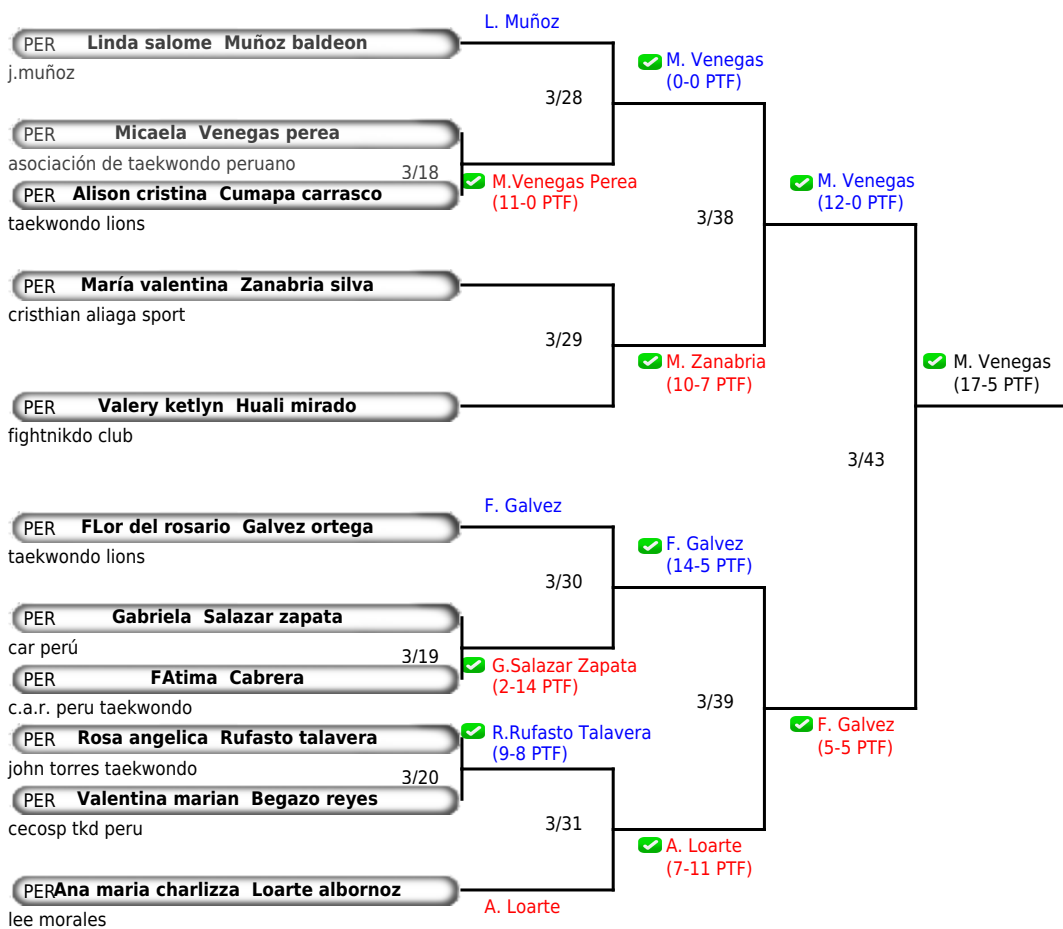 L. Muñoz
PER Linda salome Muñoz baldeon
j.muñoz
M. Venegas
(0-0 PTF)
3/28
PER Micaela Venegas perea
asociación de taekwondo peruano
3/18
M.Venegas Perea
(11-0 PTF)
PER Alison cristina Cumapa carrasco
taekwondo lions
M. Venegas
(12-0 PTF)
3/38
PER María valentina Zanabria silva
cristhian aliaga sport
3/29
M. Zanabria
(10-7 PTF)
M. Venegas
(17-5 PTF)
PER Valery ketlyn Huali mirado
fightnikdo club
3/43
F. Galvez
PER FLor del rosario Galvez ortega
taekwondo lions
F. Galvez
(14-5 PTF)
3/30
PER Gabriela Salazar zapata
car perú
3/19
G.Salazar Zapata
(2-14 PTF)
PER FAtima Cabrera
c.a.r. peru taekwondo
3/39
PER Rosa angelica Rufasto talavera
R.Rufasto Talavera
(9-8 PTF)
F. Galvez
(5-5 PTF)
john torres taekwondo
3/20
PER Valentina marian Begazo reyes
cecosp tkd peru
3/31
A. Loarte
(7-11 PTF)
PER Ana maria charlizza Loarte albornoz
A. Loarte
lee morales